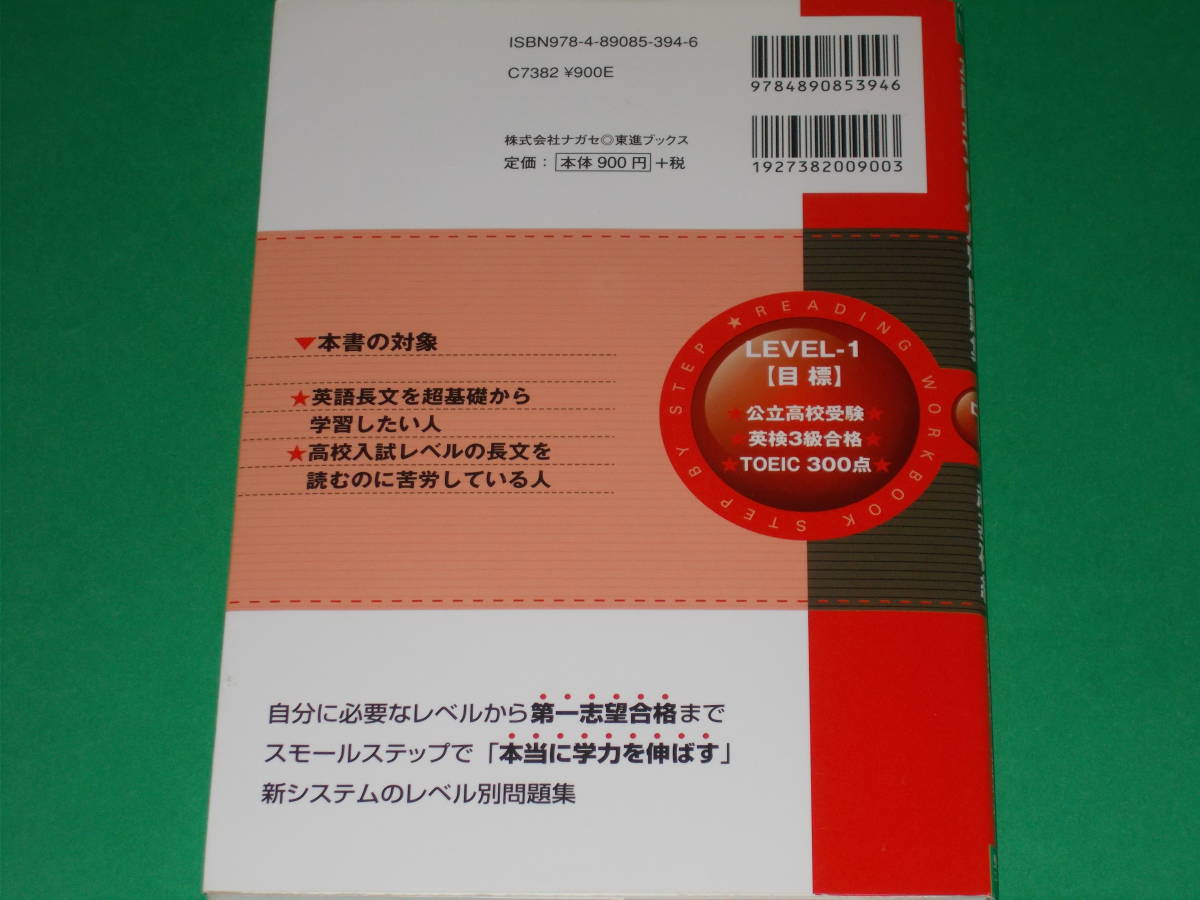 ISBN978-4-89085-394-6
C7382 ¥900E
9784890853946
株式会社ナガセ◎東進ブックス
定価：本体900円+税
1927382009003
▼本書の対象
★英語長文を超基礎から
学習したい人
★高校入試レベルの長文を
読むのに苦労している人
★READING WORKBOOK STEP BY STEP
LEVEL-1
【目標】
★公立高校受験★
★英検3級合格★
★TOEIC 300点★
自分に必要なレベルから第一志望合格まで
スモールステップで「本当に学力を伸ばす」
新システムのレベル別問題集